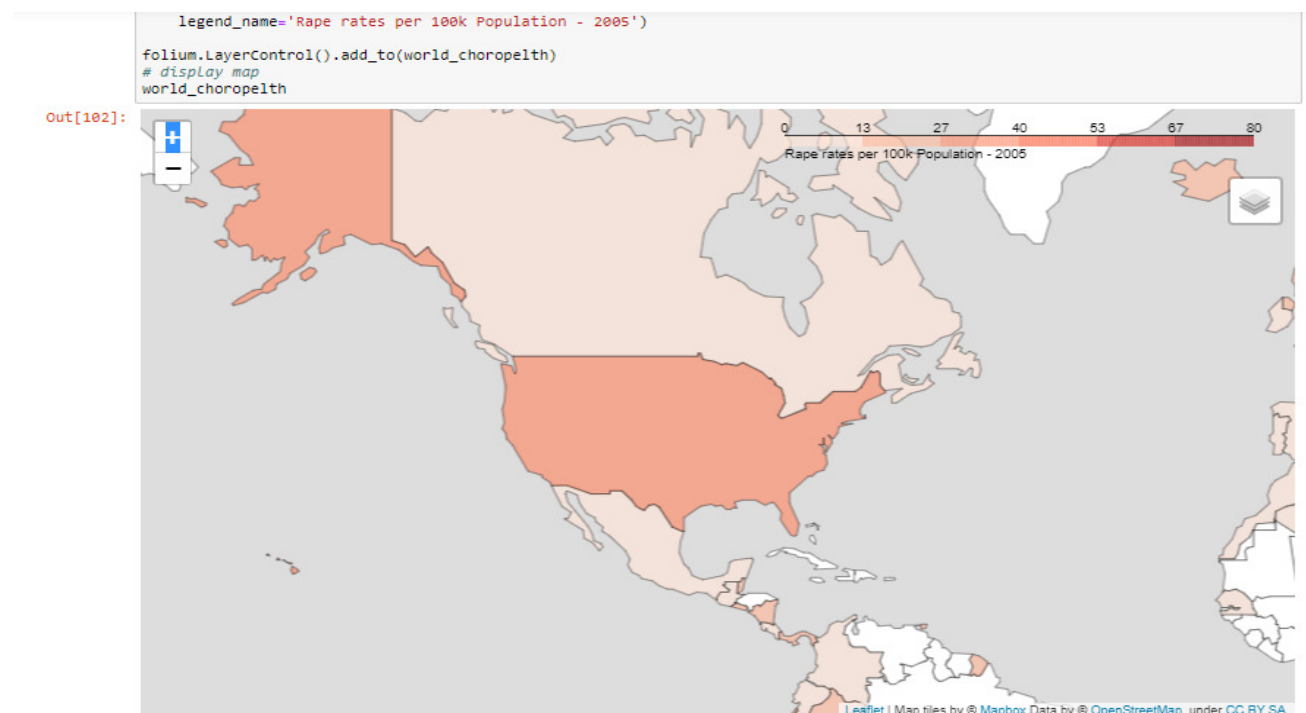 legend_name='Rape rates per 100k Population - 2005')
folium.LayerControl().add_to(world_choropelth)
# display map
world_choropelth
Out[102]:
+
−
0 13 27 40 53 67 80
Rape rates per 100k Population - 2005
Leaflet | Map tiles by © Mapbox Data by © OpenStreetMap, under CC BY SA.